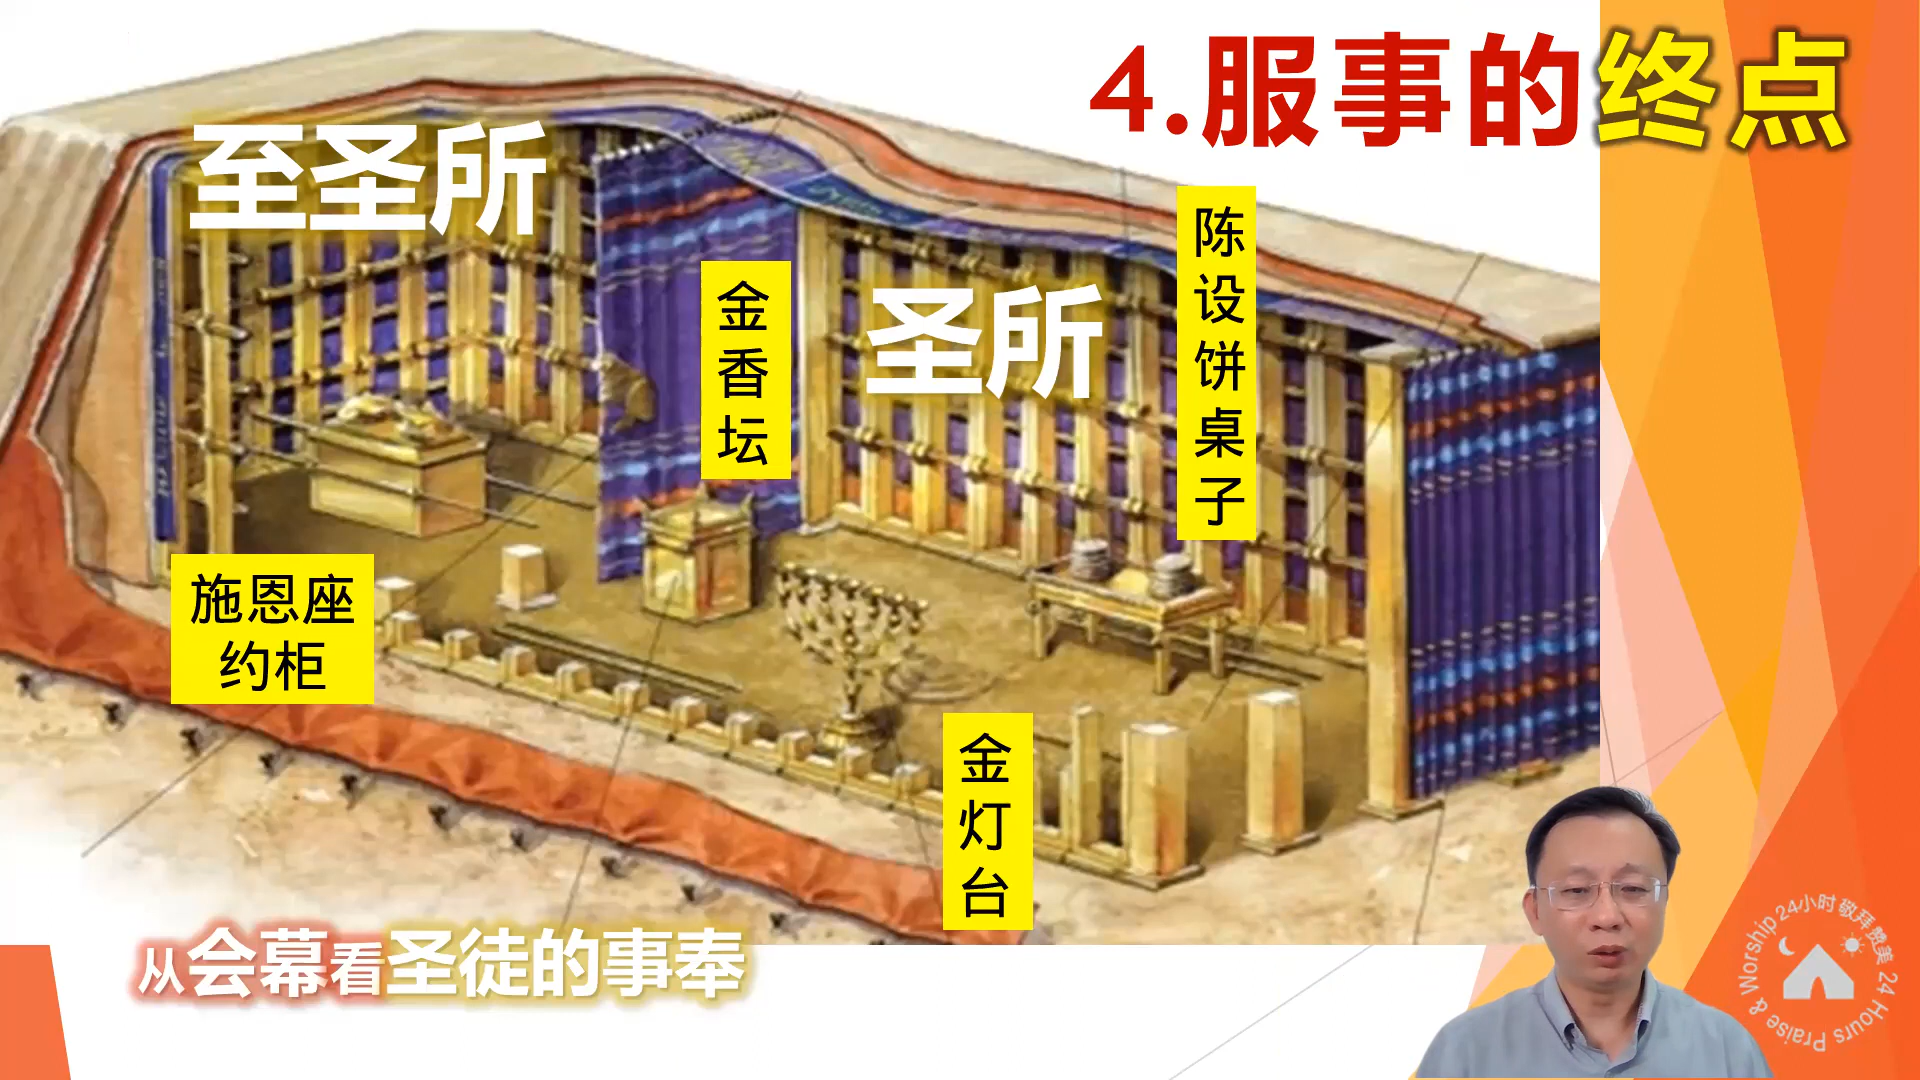 4.服事的终点
至圣所
圣所
金香坛
陈设饼桌子
施恩座
约柜
金灯台
从会幕看圣徒的事奉
24小时敬拜赞美 24 Hours Praise & Worship